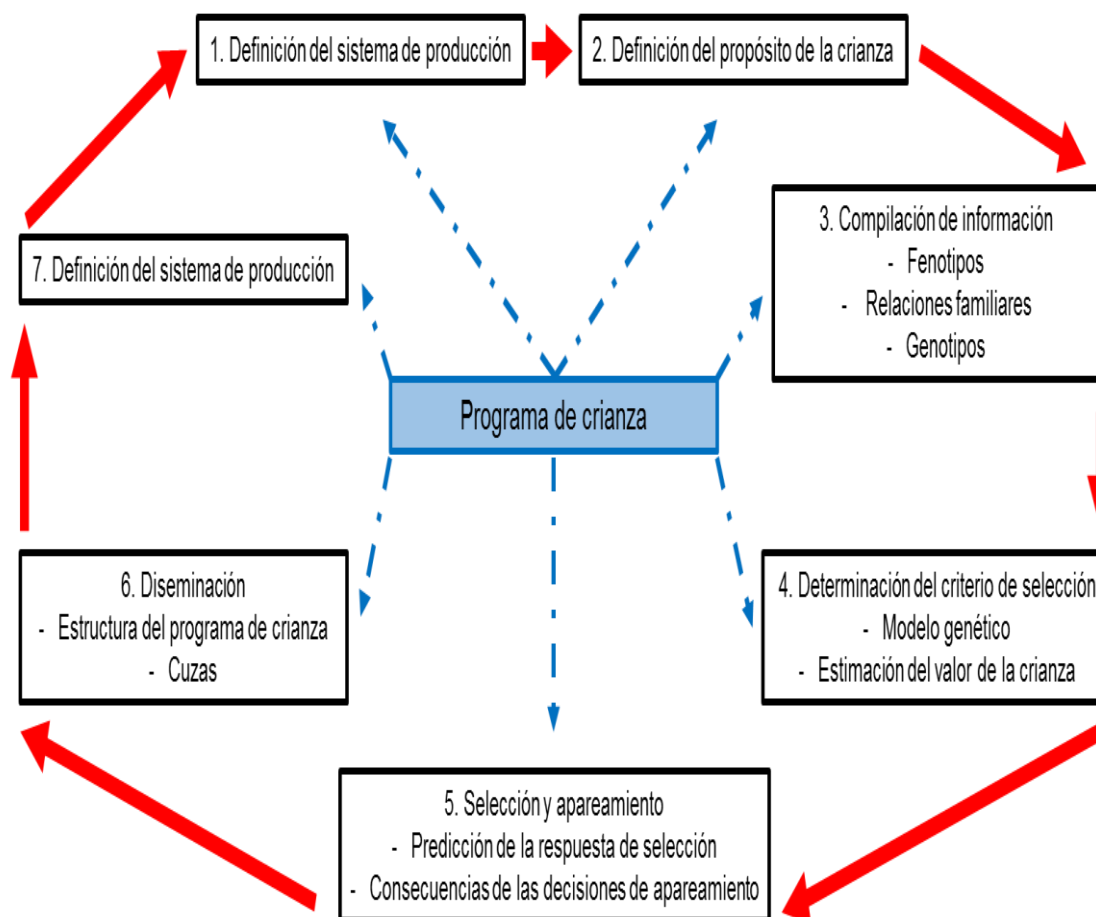 1. Definición del sistema de producción
2. Definición del propósito de la crianza
3. Compilación de información
- Fenotipos
- Relaciones familiares
- Genotipos
4. Determinación del criterio de selección
- Modelo genético
- Estimación del valor de la crianza
5. Selección y apareamiento
- Predicción de la respuesta de selección
- Consecuencias de las decisiones de apareamiento
6. Diseminación
- Estructura del programa de crianza
- Cuzas
7. Definición del sistema de producción
Programa de crianza